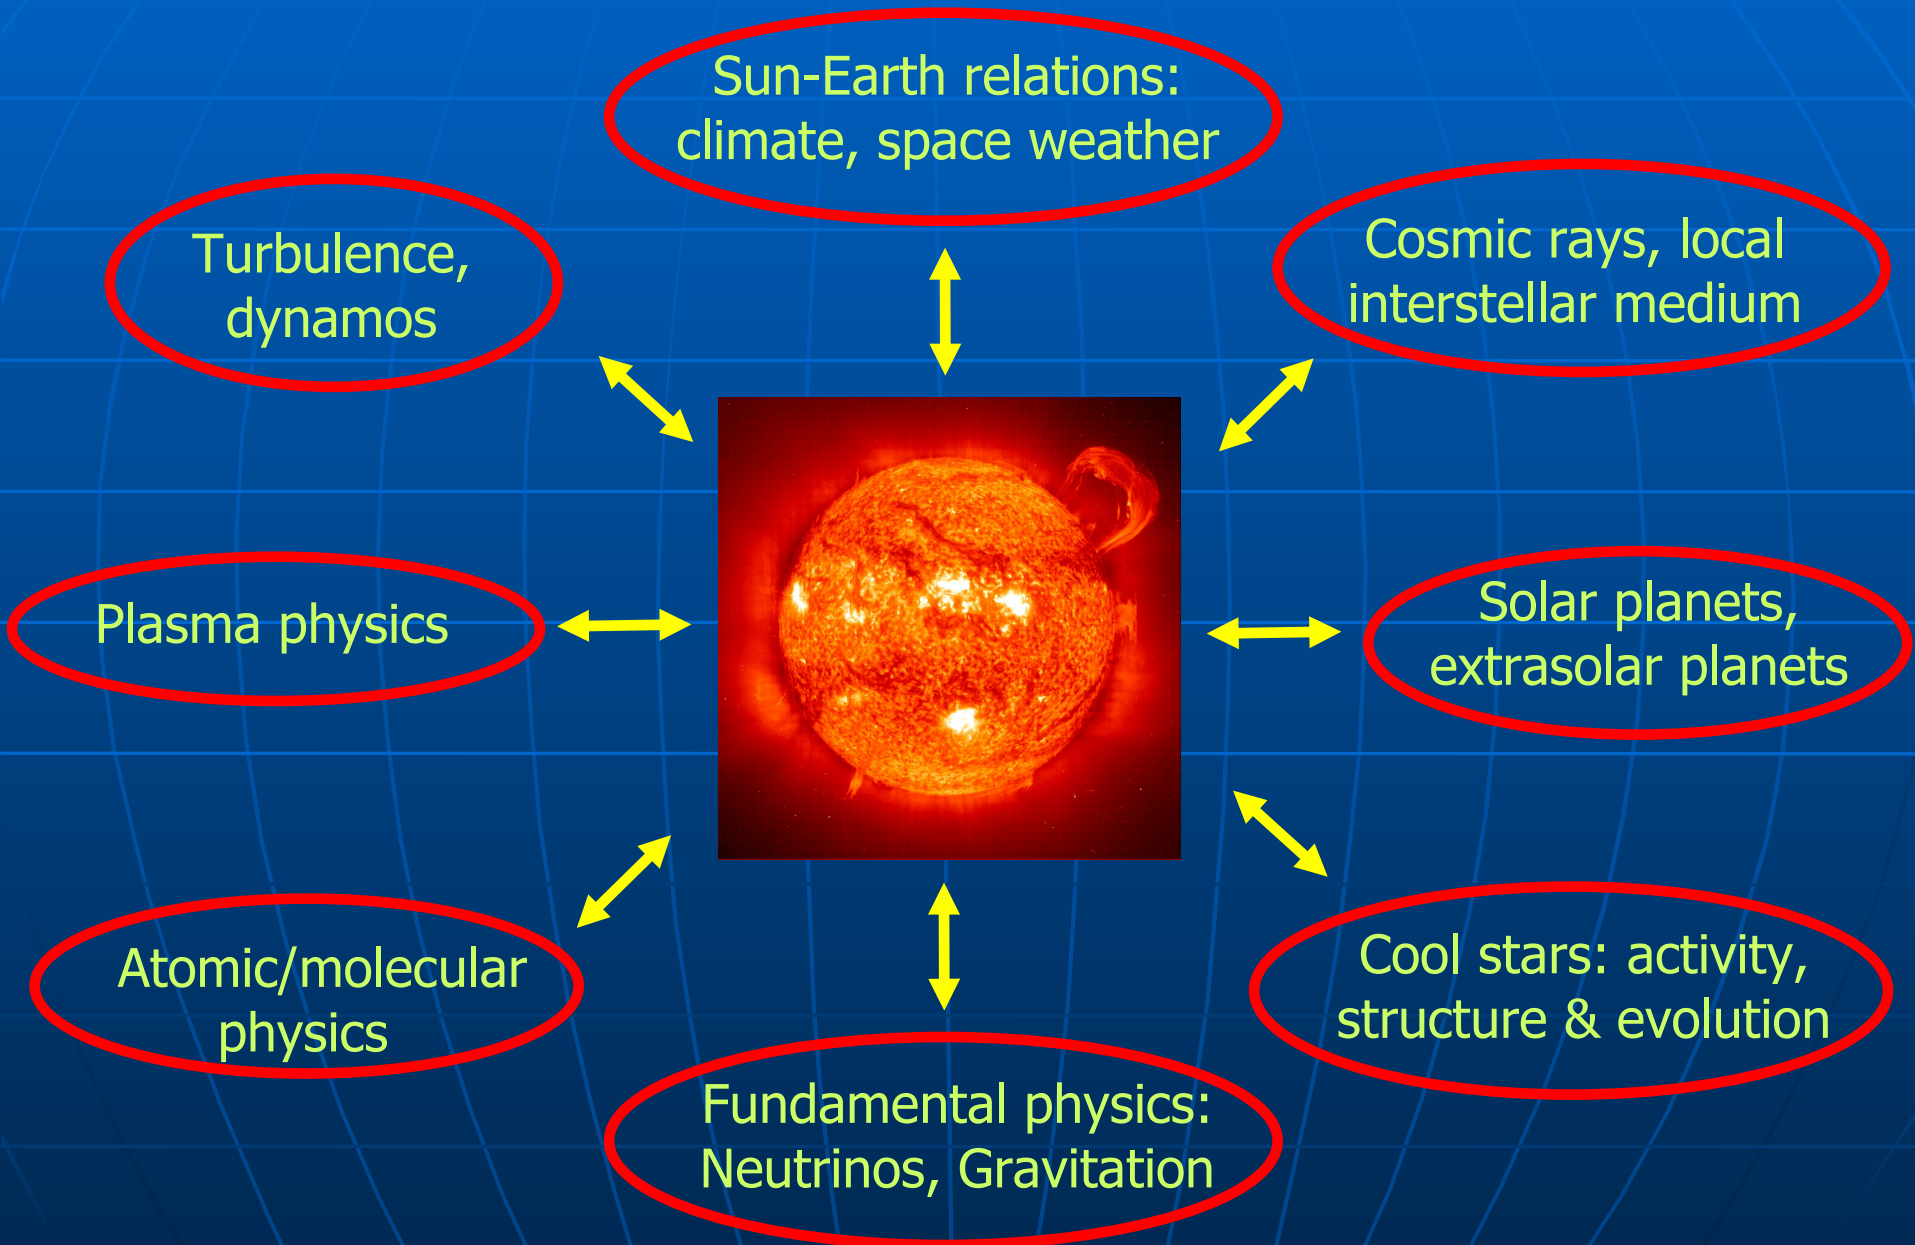 Sun-Earth relations:
climate, space weather
Turbulence,
dynamos
Cosmic rays, local
interstellar medium
Plasma physics
Solar planets,
extrasolar planets
Atomic/molecular
physics
Cool stars: activity,
structure & evolution
Fundamental physics:
Neutrinos, Gravitation